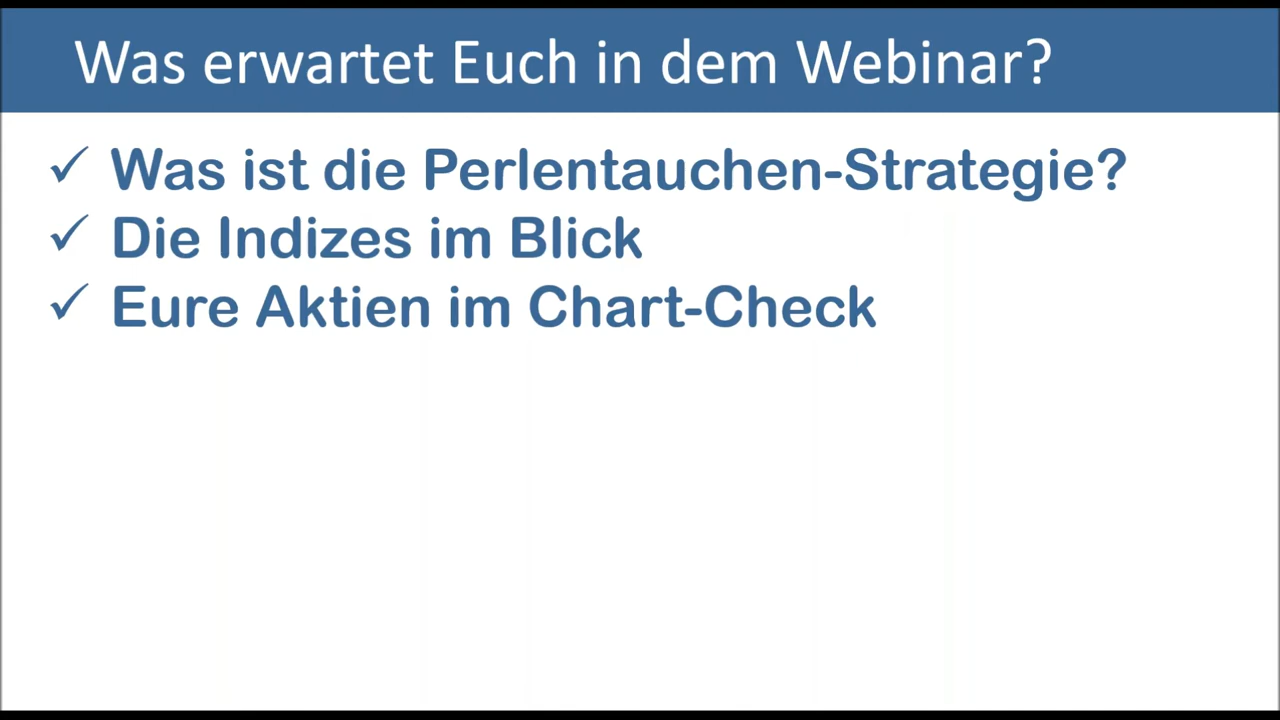 Was erwartet Euch in dem Webinar?
✓ Was ist die Perlentauchen-Strategie?
✓ Die Indizes im Blick
✓ Eure Aktien im Chart-Check